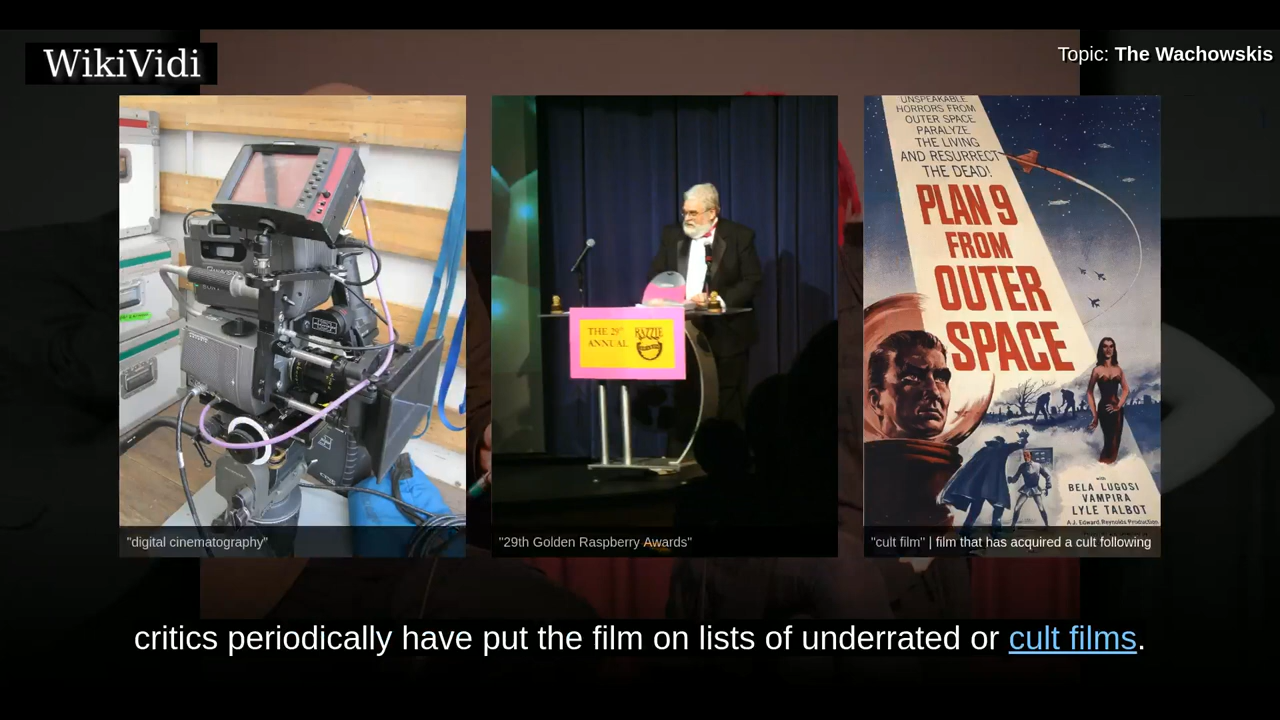 WikiVidi
Topic: The Wachowskis
THE 29th
ANNUAL
RAZZIE
UNSPEAKABLE
HORRORS FROM
OUTER SPACE
PARALYZE
THE LIVING
AND RESURRECT
THE DEAD!
PLAN 9
FROM
OUTER
SPACE
with
BELA LUGOSI
VAMPIRA
LYLE TALBOT
A.J. Edward Reynolds Production
"digital cinematography"
"29th Golden Raspberry Awards"
"cult film" | film that has acquired a cult following
critics periodically have put the film on lists of underrated or cult films.